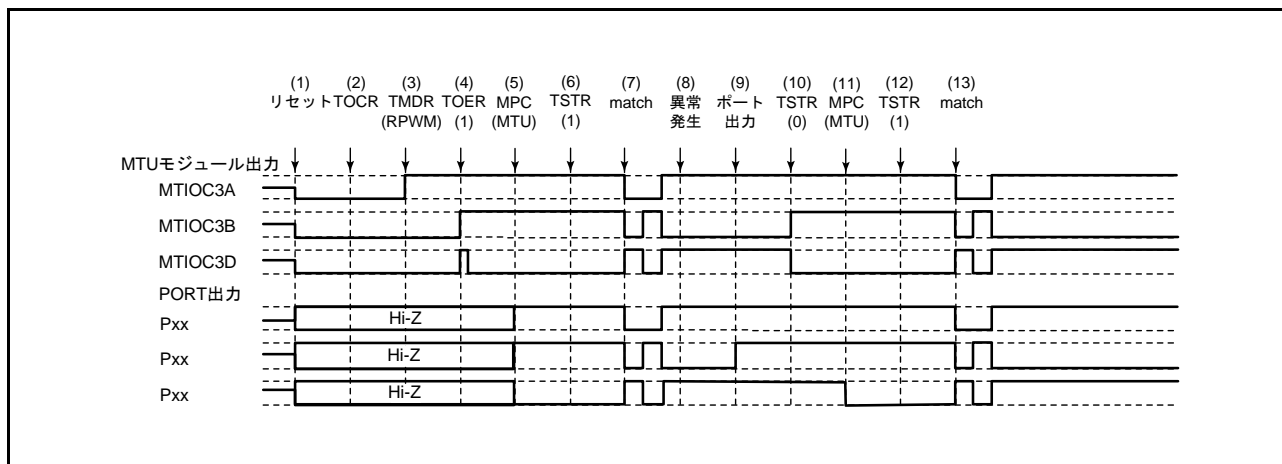 (1) (2) (3) (4) (5) (6) (7) (8) (9) (10) (11) (12) (13)
リセット TOCR TMDR TOER MPC TSTR match 異常 ポート TSTR MPC TSTR match
(RPWM) (1) (MTU) (1) 発生 出力 (0) (MTU) (1)
MTUモジュール出力
MTIOC3A
MTIOC3B
MTIOC3D
PORT出力
Pxx Hi-Z
Pxx Hi-Z
Pxx Hi-Z